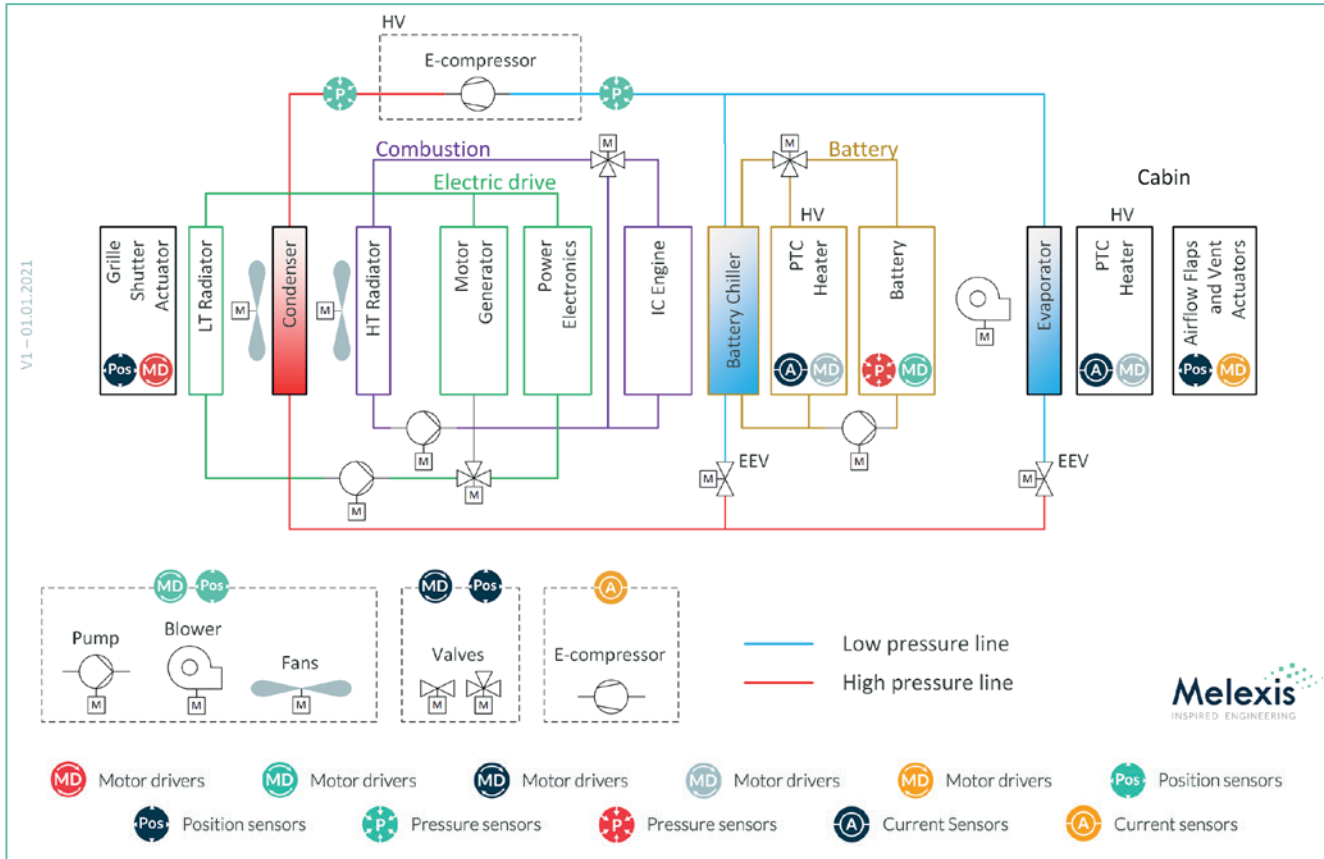 HV
E-compressor
P
P
Combustion
M
M
Battery
Electric drive
Cabin
HV
HV
V1 – 01.01.2021
Grille
Shutter
Actuator
Pos
MD
LT Radiator
M
Condenser
M
HT Radiator
Motor
Generator
Power
Electronics
IC Engine
Battery Chiller
PTC
Heater
A
MD
Battery
P
MD
M
Evaporator
PTC
Heater
A
MD
Airflow Flaps
and Vent
Actuators
Pos
MD
M
M
M
M
M
EEV
M
EEV
MD
Pos
Pump
Blower
Fans
M
M
M
MD
Pos
Valves
M
M
A
E-compressor
Low pressure line
High pressure line
Melexis
INSPIRED ENGINEERING
MD Motor drivers
MD Motor drivers
MD Motor drivers
MD Motor drivers
MD Motor drivers
Pos Position sensors
Pos Position sensors
P Pressure sensors
P Pressure sensors
A Current Sensors
A Current sensors